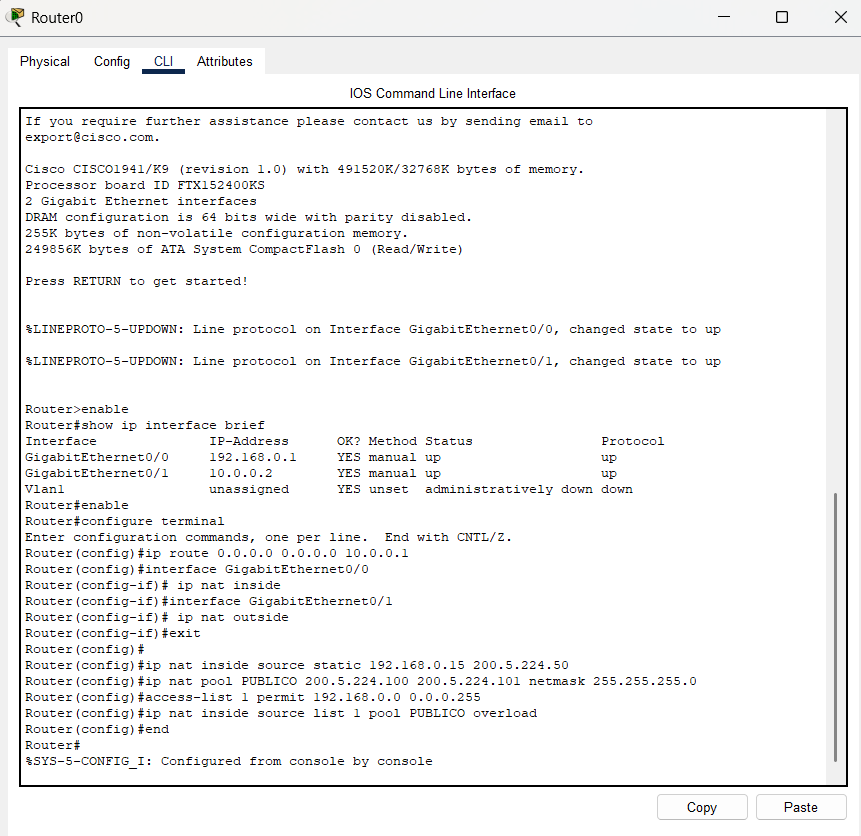 Router0
Physical Config CLI Attributes
IOS Command Line Interface
If you require further assistance please contact us by sending email to
export@cisco.com.
Cisco CISCO1941/K9 (revision 1.0) with 491520K/32768K bytes of memory.
Processor board ID FTX152400KS
2 Gigabit Ethernet interfaces
DRAM configuration is 64 bits wide with parity disabled.
255K bytes of non-volatile configuration memory.
249856K bytes of ATA System CompactFlash 0 (Read/Write)
Press RETURN to get started!
%LINEPROTO-5-UPDOWN: Line protocol on Interface GigabitEthernet0/0, changed state to up
%LINEPROTO-5-UPDOWN: Line protocol on Interface GigabitEthernet0/1, changed state to up
Router>enable
Router#show ip interface brief
Interface IP-Address OK? Method Status Protocol
GigabitEthernet0/0 192.168.0.1 YES manual up up
GigabitEthernet0/1 10.0.0.2 YES manual up up
Vlan1 unassigned YES unset administratively down down
Router#enable
Router#configure terminal
Enter configuration commands, one per line. End with CNTL/Z.
Router(config)#ip route 0.0.0.0 0.0.0.0 10.0.0.1
Router(config)#interface GigabitEthernet0/0
Router(config-if)# ip nat inside
Router(config-if)#interface GigabitEthernet0/1
Router(config-if)# ip nat outside
Router(config-if)#exit
Router(config)#
Router(config)#ip nat inside source static 192.168.0.15 200.5.224.50
Router(config)#ip nat pool PUBLICO 200.5.224.100 200.5.224.101 netmask 255.255.255.0
Router(config)#access-list 1 permit 192.168.0.0 0.0.0.255
Router(config)#ip nat inside source list 1 pool PUBLICO overload
Router(config)#end
Router#
%SYS-5-CONFIG_I: Configured from console by console
Copy Paste